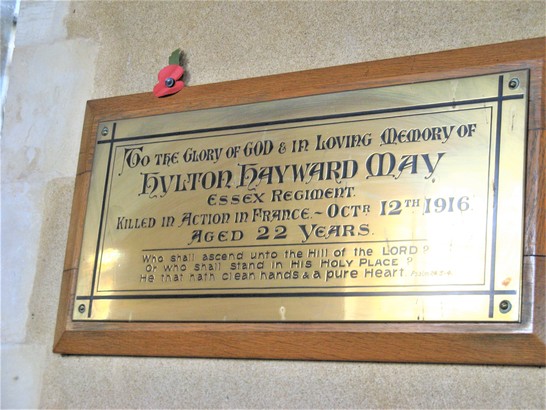 To the Glory of GOD & in Loving Memory of
HYLTON HAYWARD MAY
Essex Regiment.
Killed in Action in France. ~ Octr 12th 1916
Aged 22 Years.
Who shall ascend unto the Hill of the LORD?
Or who shall stand in His Holy Place?
He that hath clean hands & a pure Heart